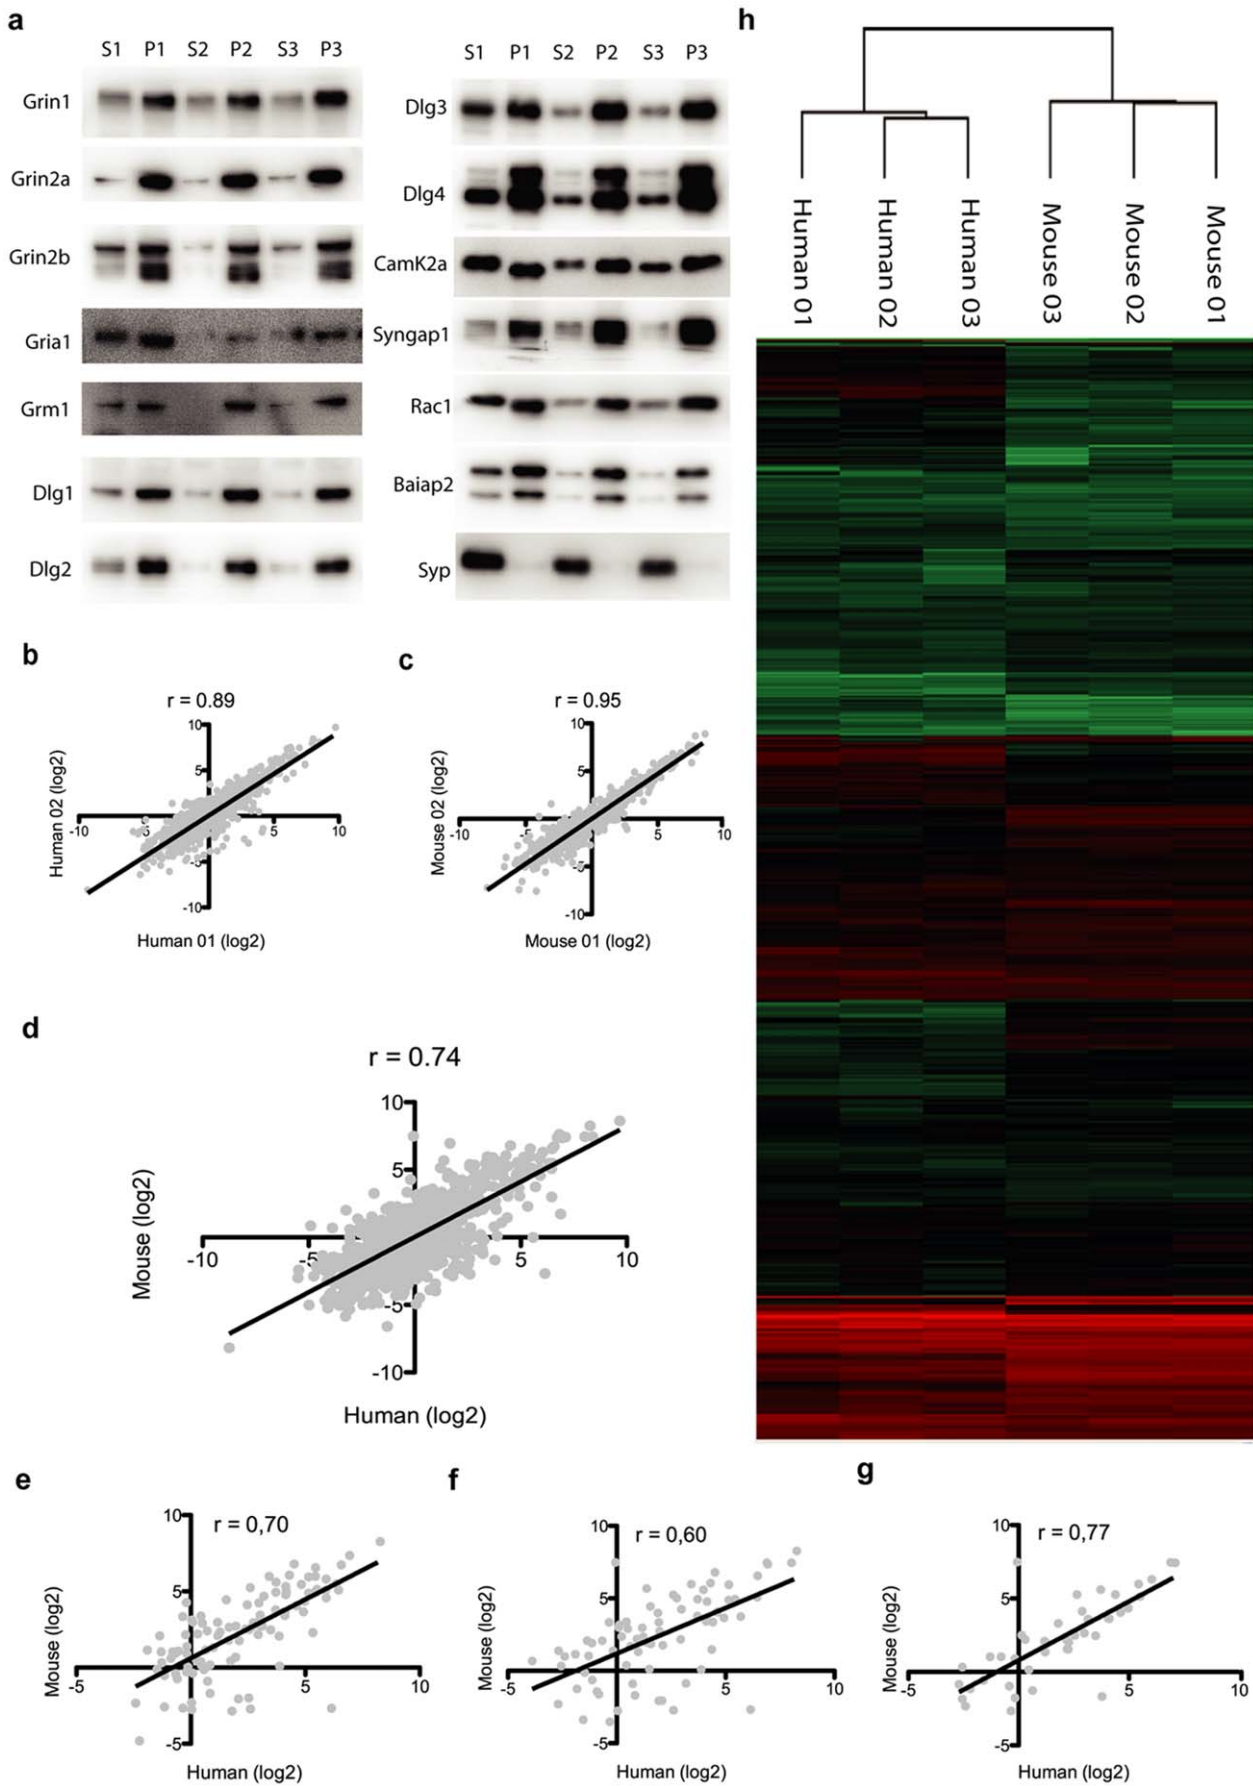 a
S1 P1 S2 P2 S3 P3
Grin1
Grin2a
Grin2b
Gria1
Grm1
Dlg1
Dlg2
S1 P1 S2 P2 S3 P3
Dlg3
Dlg4
CamK2a
Syngap1
Rac1
Baiap2
Syp
h
Human 01
Human 02
Human 03
Mouse 03
Mouse 02
Mouse 01
b
r = 0.89
10
5
-10 -5 5 10
-5
-10
Human 02 (log2)
Human 01 (log2)
c
r = 0.95
10
5
-10 -5 5 10
-5
-10
Mouse 02 (log2)
Mouse 01 (log2)
d
r = 0.74
10
5
-10 -5 5 10
-5
-10
Mouse (log2)
Human (log2)
e
r = 0,70
10
5
-5 5 10
-5
Mouse (log2)
Human (log2)
f
r = 0,60
10
5
-5 5 10
-5
Mouse (log2)
Human (log2)
g
r = 0,77
10
5
-5 5 10
-5
Mouse (log2)
Human (log2)